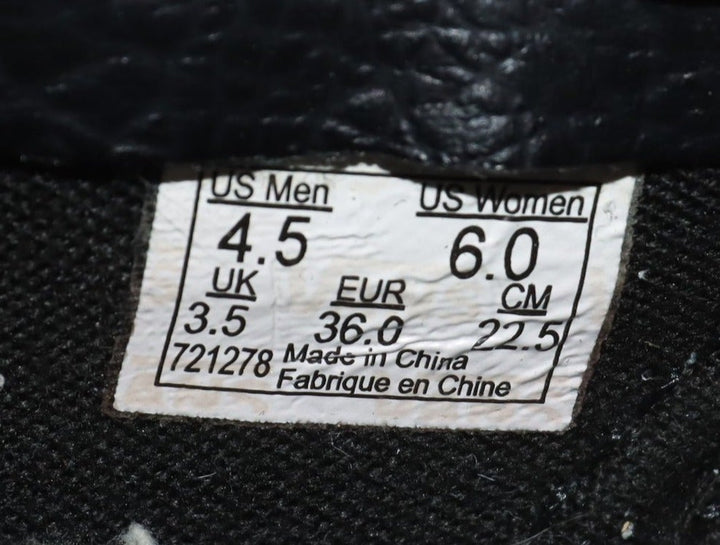 US Men US Women
4.5 6.0
UK EUR CM
3.5 36.0 22.5
721278 Made in China
Fabrique en Chine